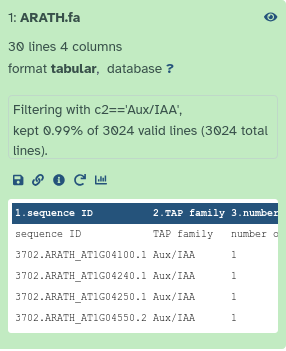 1: ARATH.fa
30 lines 4 columns
format tabular, database ?
Filtering with c2=='Aux/IAA',
kept 0.99% of 3024 valid lines (3024 total
lines).
1.sequence ID 2.TAP family 3.number
sequence ID TAP family number o
3702.ARATH_AT1G04100.1 Aux/IAA 1
3702.ARATH_AT1G04240.1 Aux/IAA 1
3702.ARATH_AT1G04250.1 Aux/IAA 1
3702.ARATH_AT1G04550.2 Aux/IAA 1